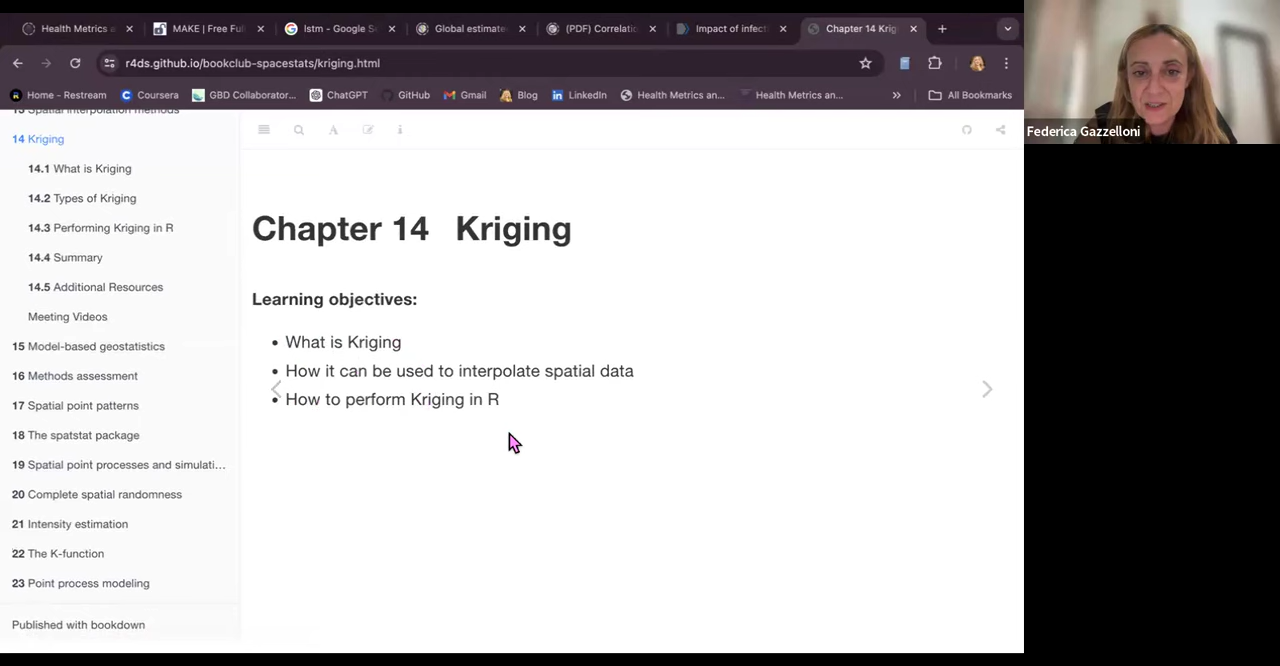 Health Metrics a
MAKE | Free Ful
lstm - Google S
Global estimate
(PDF) Correlatio
Impact of infect
Chapter 14 Krig
r4ds.github.io/bookclub-spacestats/kriging.html
Home - Restream
Coursera
GBD Collaborator...
ChatGPT
GitHub
Gmail
Blog
LinkedIn
Health Metrics an...
Health Metrics an...
All Bookmarks
Federica Gazzelloni
13 Spatial interpolation methods
14 Kriging
14.1 What is Kriging
14.2 Types of Kriging
14.3 Performing Kriging in R
14.4 Summary
14.5 Additional Resources
Meeting Videos
15 Model-based geostatistics
16 Methods assessment
17 Spatial point patterns
18 The spatstat package
19 Spatial point processes and simulati...
20 Complete spatial randomness
21 Intensity estimation
22 The K-function
23 Point process modeling
Published with bookdown
Chapter 14 Kriging
Learning objectives:
• What is Kriging
• How it can be used to interpolate spatial data
• How to perform Kriging in R